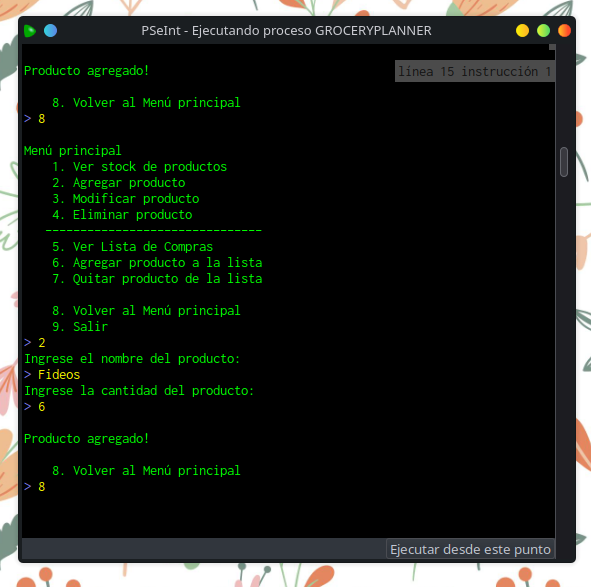 PSeInt - Ejecutando proceso GROCERYPLANNER
Producto agregado!
línea 15 instrucción 1
8. Volver al Menú principal
> 8
Menú principal
1. Ver stock de productos
2. Agregar producto
3. Modificar producto
4. Eliminar producto
-------------------------------
5. Ver Lista de Compras
6. Agregar producto a la lista
7. Quitar producto de la lista
8. Volver al Menú principal
9. Salir
> 2
Ingrese el nombre del producto:
> Fideos
Ingrese la cantidad del producto:
> 6
Producto agregado!
8. Volver al Menú principal
> 8
Ejecutar desde este punto